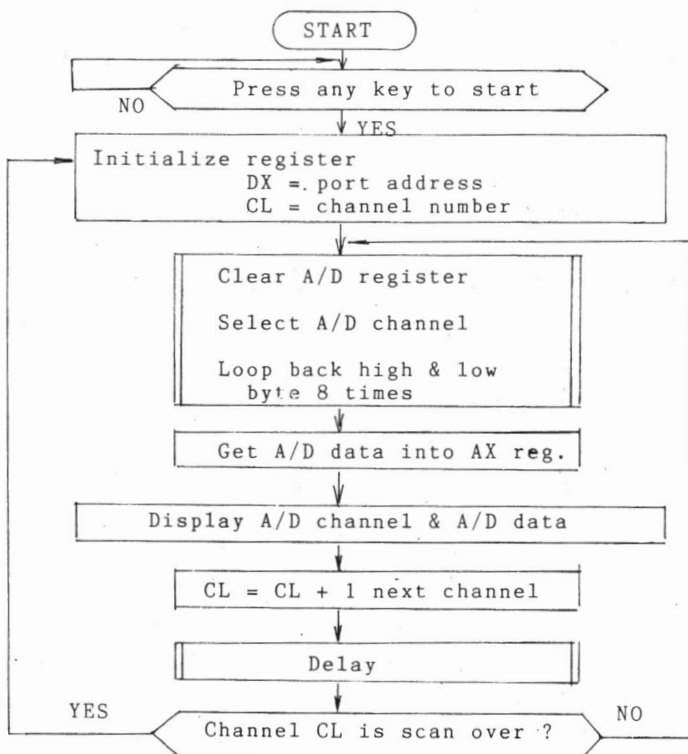 START
Press any key to start
NO
YES
Initialize register
DX =. port address
CL = channel number
Clear A/D register
Select A/D channel
Loop back high & low
byte 8 times
Get A/D data into AX reg.
Display A/D channel & A/D data
CL = CL + 1 next channel
Delay
YES
NO
Channel CL is scan over ?